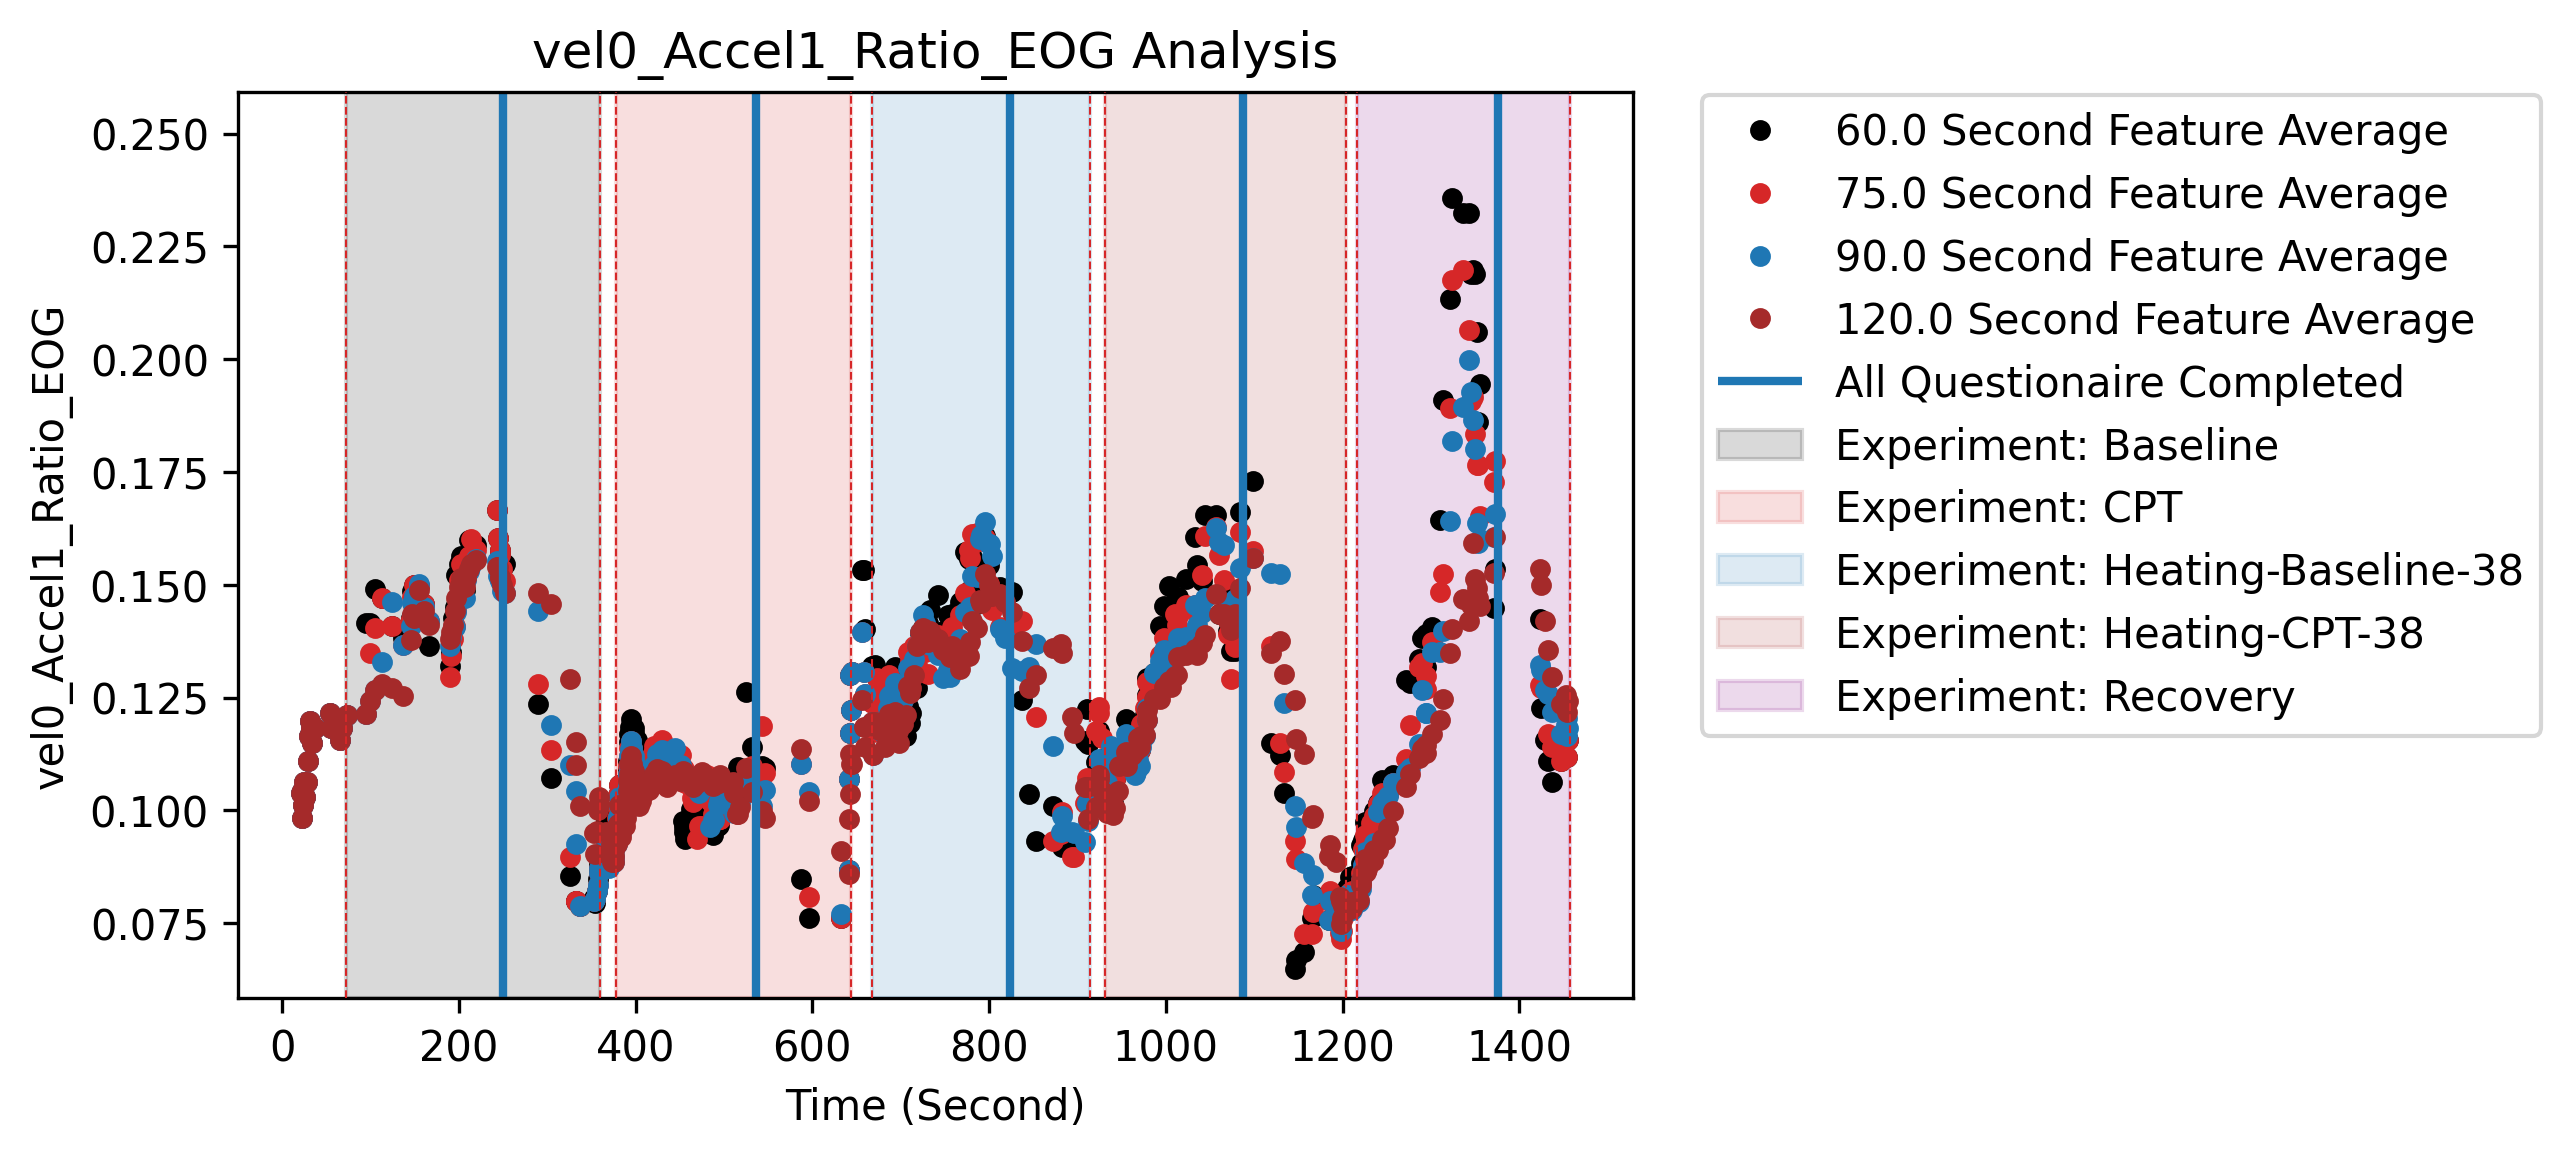 vel0_Accel1_Ratio_EOG Analysis
vel0_Accel1_Ratio_EOG
0.250
0.225
0.200
0.175
0.150
0.125
0.100
0.075
0 200 400 600 800 1000 1200 1400
Time (Second)
60.0 Second Feature Average
75.0 Second Feature Average
90.0 Second Feature Average
120.0 Second Feature Average
All Questionaire Completed
Experiment: Baseline
Experiment: CPT
Experiment: Heating-Baseline-38
Experiment: Heating-CPT-38
Experiment: Recovery